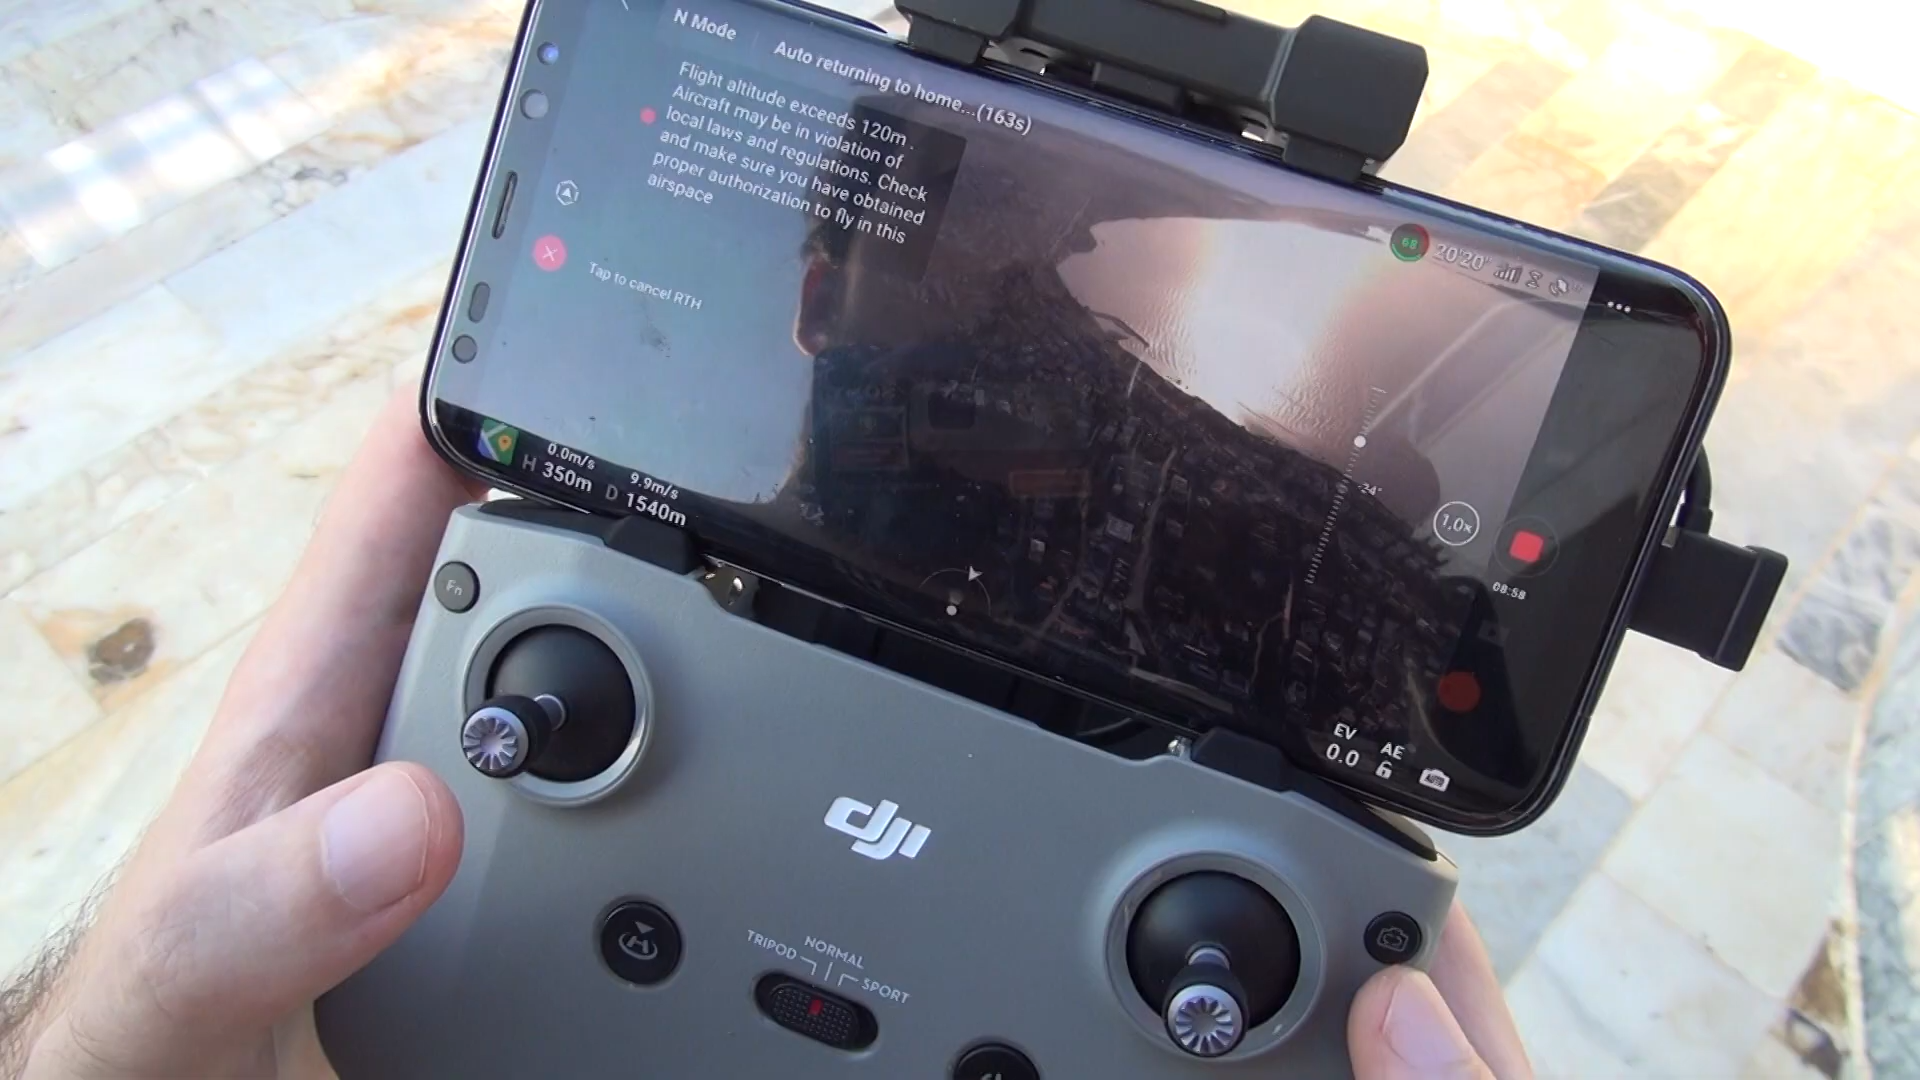 N Mode
Auto returning to home...(163s)
Flight altitude exceeds 120m .
Aircraft may be in violation of
local laws and regulations. Check
and make sure you have obtained
proper authorization to fly in this
airspace
Tap to cancel RTH
68
20'20"
0.0m/s
9.9m/s
H 350m
D 1540m
-24°
1.0x
08:58
EV
0.0
AE
AUTO
Fn
dji
H
TRIPOD
NORMAL
SPORT